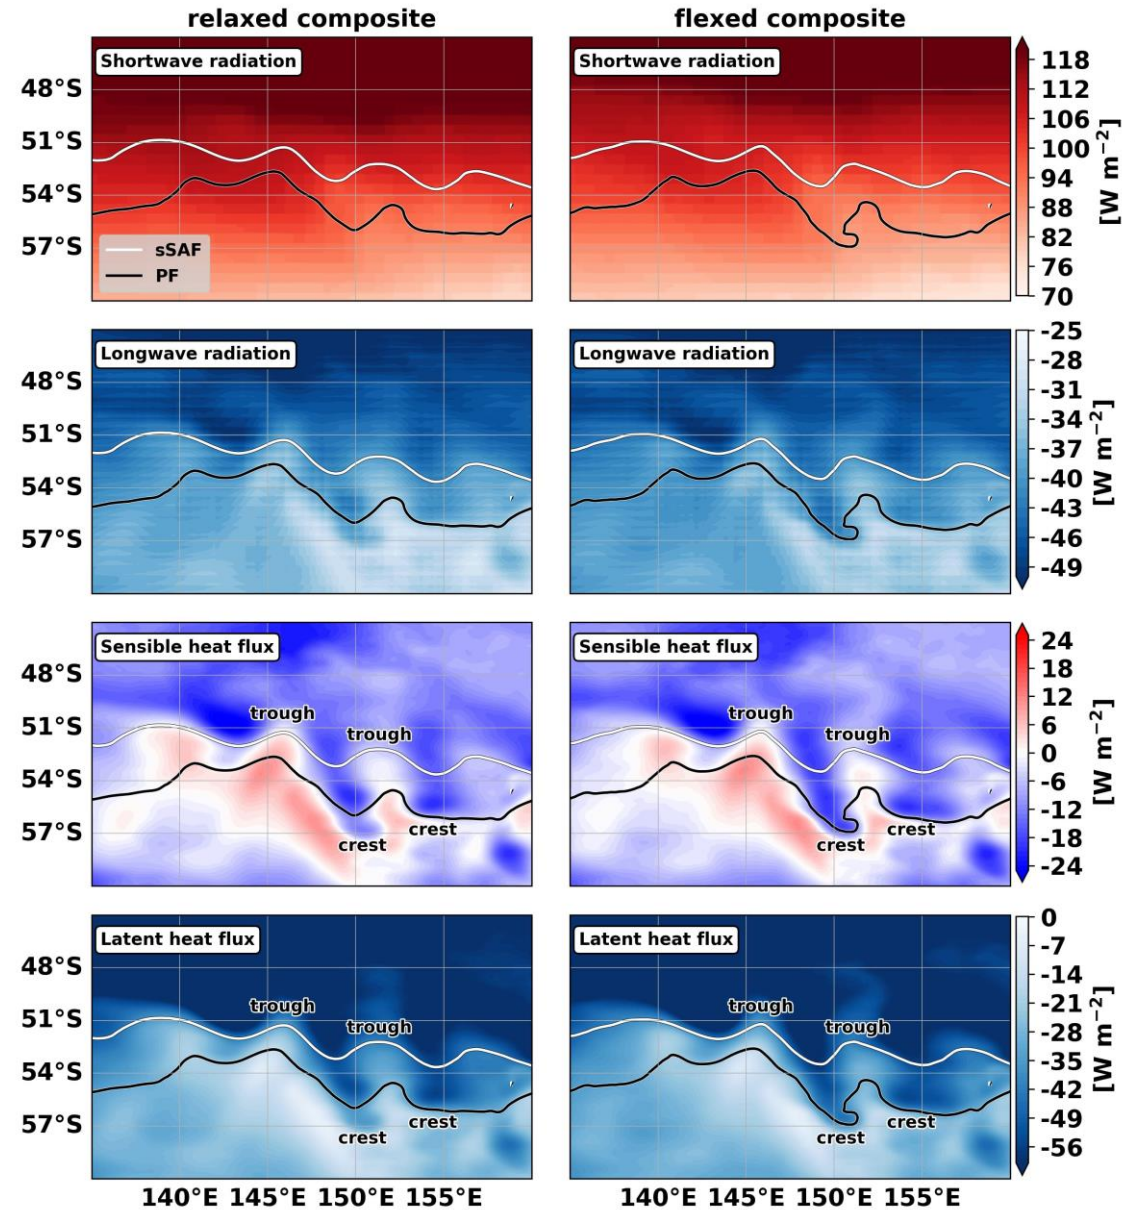 relaxed composite
flexed composite
Shortwave radiation
Shortwave radiation
48°S
51°S
54°S
57°S
sSAF
PF
118
112
106
100
94
88
82
76
70
[W m⁻²]
Longwave radiation
Longwave radiation
48°S
51°S
54°S
57°S
-25
-28
-31
-34
-37
-40
-43
-46
-49
[W m⁻²]
Sensible heat flux
Sensible heat flux
48°S
51°S
54°S
57°S
trough
trough
crest
crest
trough
trough
crest
crest
24
18
12
6
0
-6
-12
-18
-24
[W m⁻²]
Latent heat flux
Latent heat flux
48°S
51°S
54°S
57°S
trough
trough
crest
crest
trough
trough
crest
crest
0
-7
-14
-21
-28
-35
-42
-49
-56
[W m⁻²]
140°E 145°E 150°E 155°E
140°E 145°E 150°E 155°E